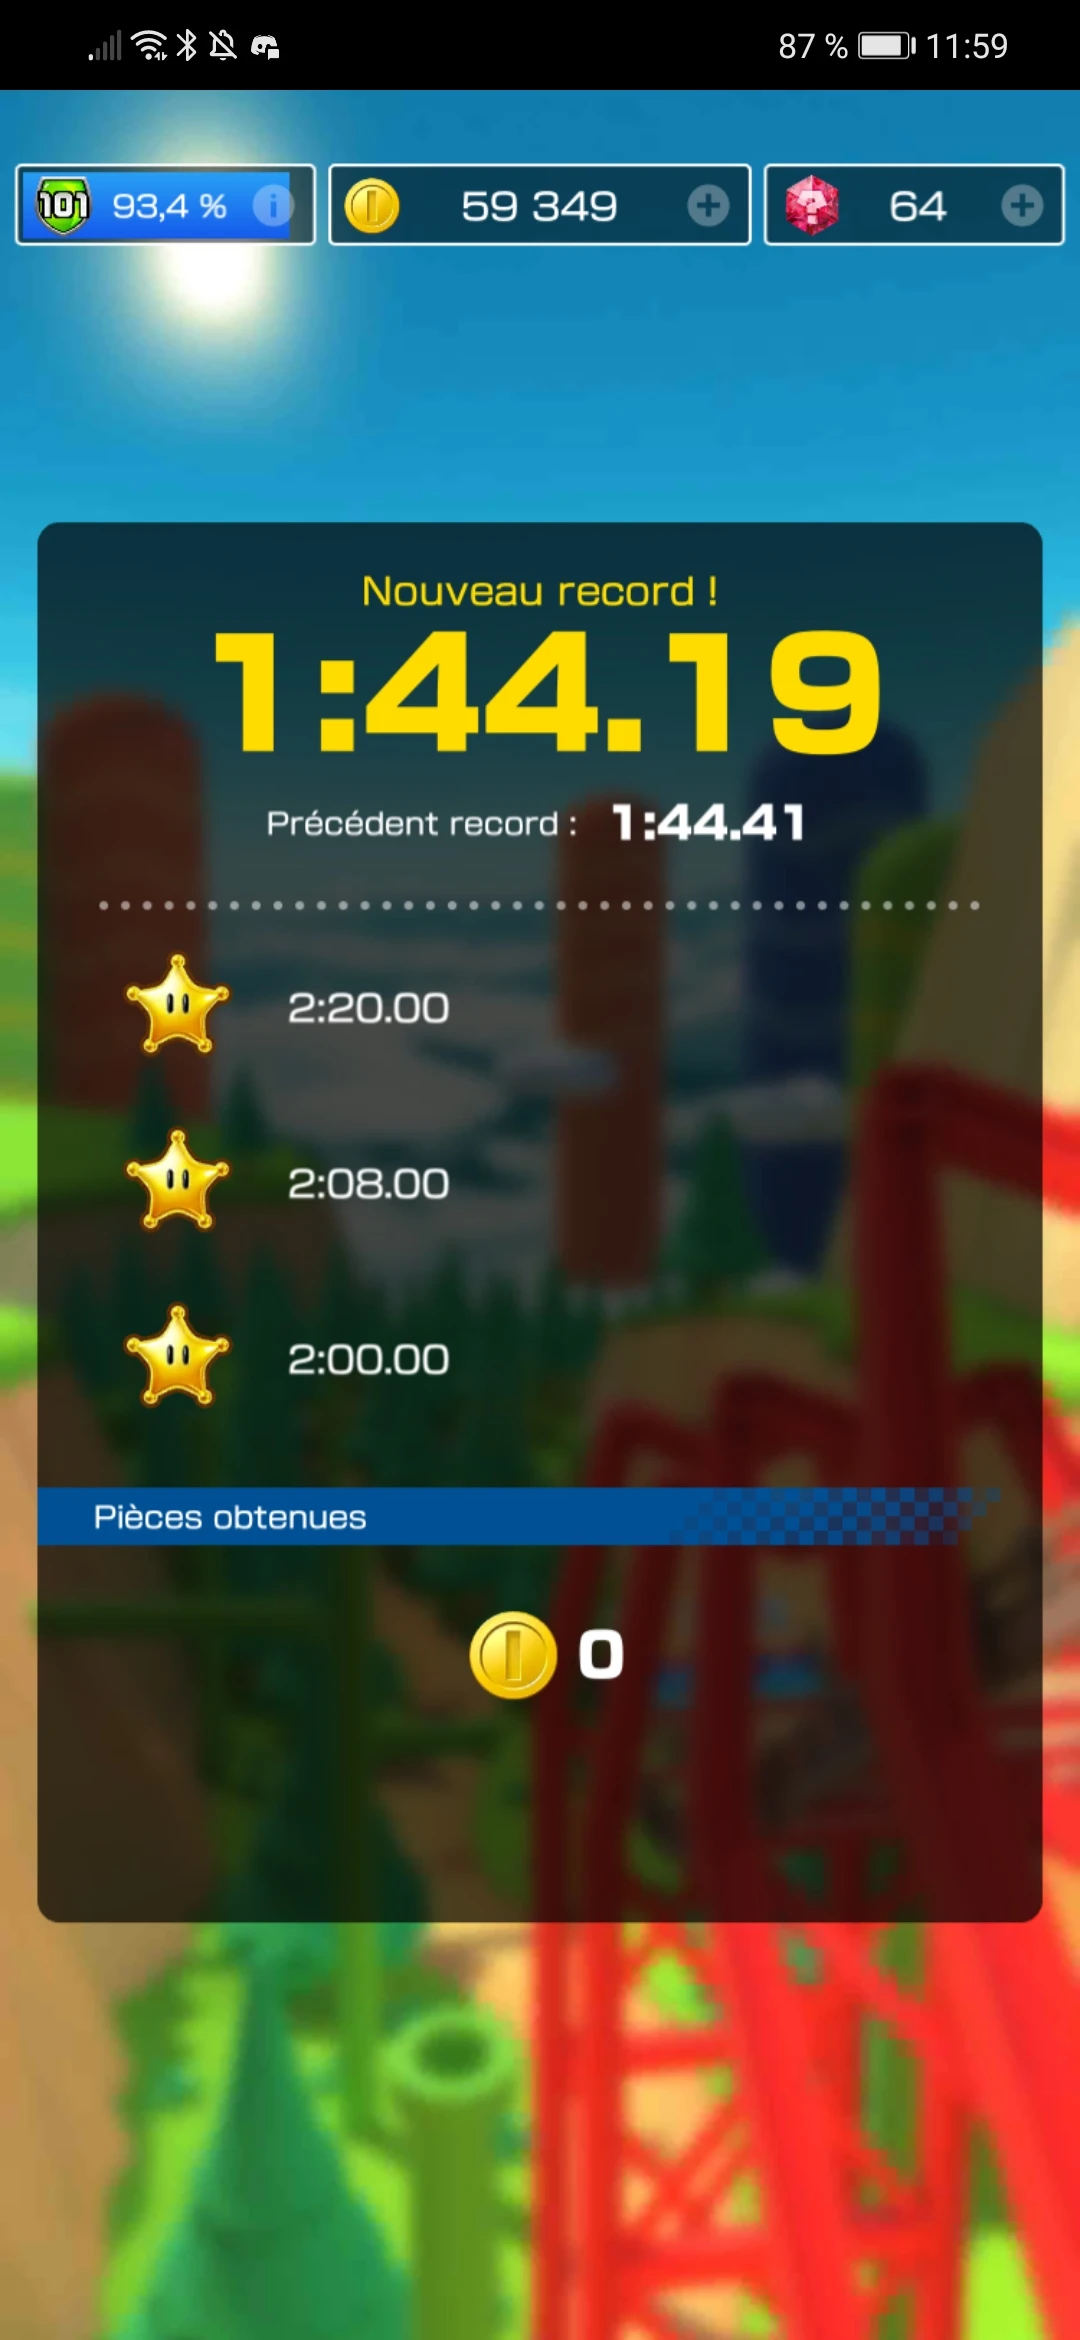 87 % 11:59
101 93,4 % i 59 349 + ? 64 +
Nouveau record !
1:44.19
Précédent record : 1:44.41
2:20.00
2:08.00
2:00.00
Pièces obtenues
0